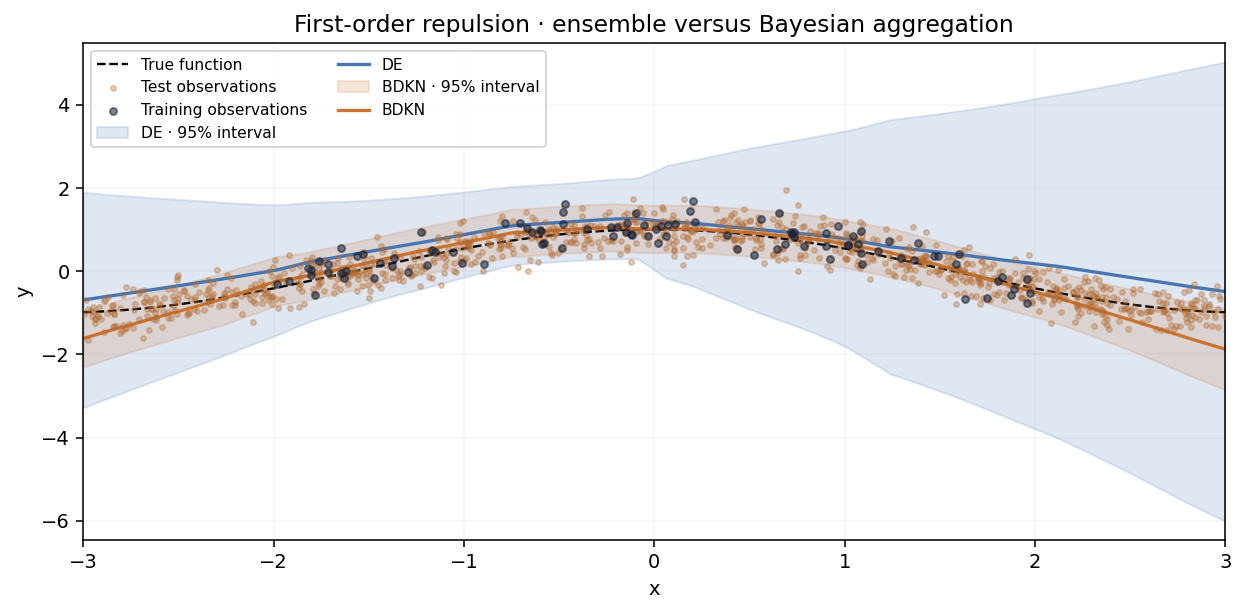 First-order repulsion · ensemble versus Bayesian aggregation
True function
Test observations
Training observations
DE · 95% interval
DE
BDKN · 95% interval
BDKN
y
4
2
0
−2
−4
−6
−3
−2
−1
0
1
2
3
x